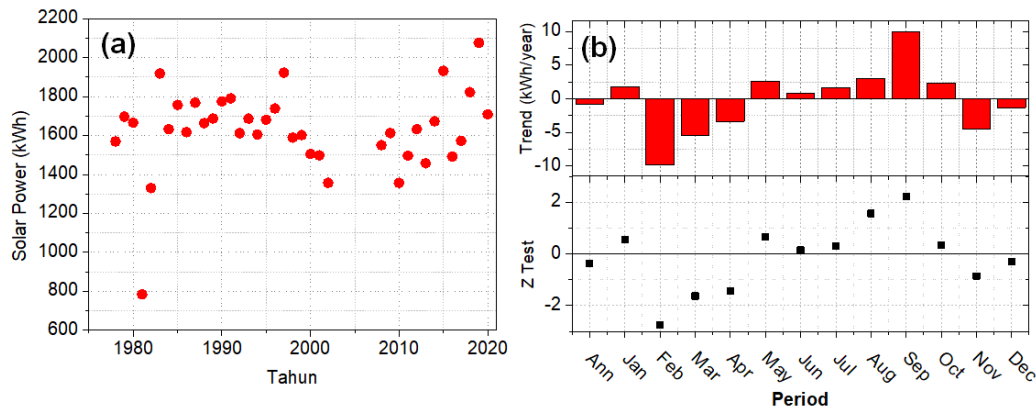 (a)
Solar Power (kWh)
2200
2000
1800
1600
1400
1200
1000
800
600
1980 1990 2000 2010 2020
Tahun
(b)
Trend (kWh/year)
10
5
0
-5
-10
Z Test
2
0
-2
Ann Jan Feb Mar Apr May Jun Jul Aug Sep Oct Nov Dec
Period